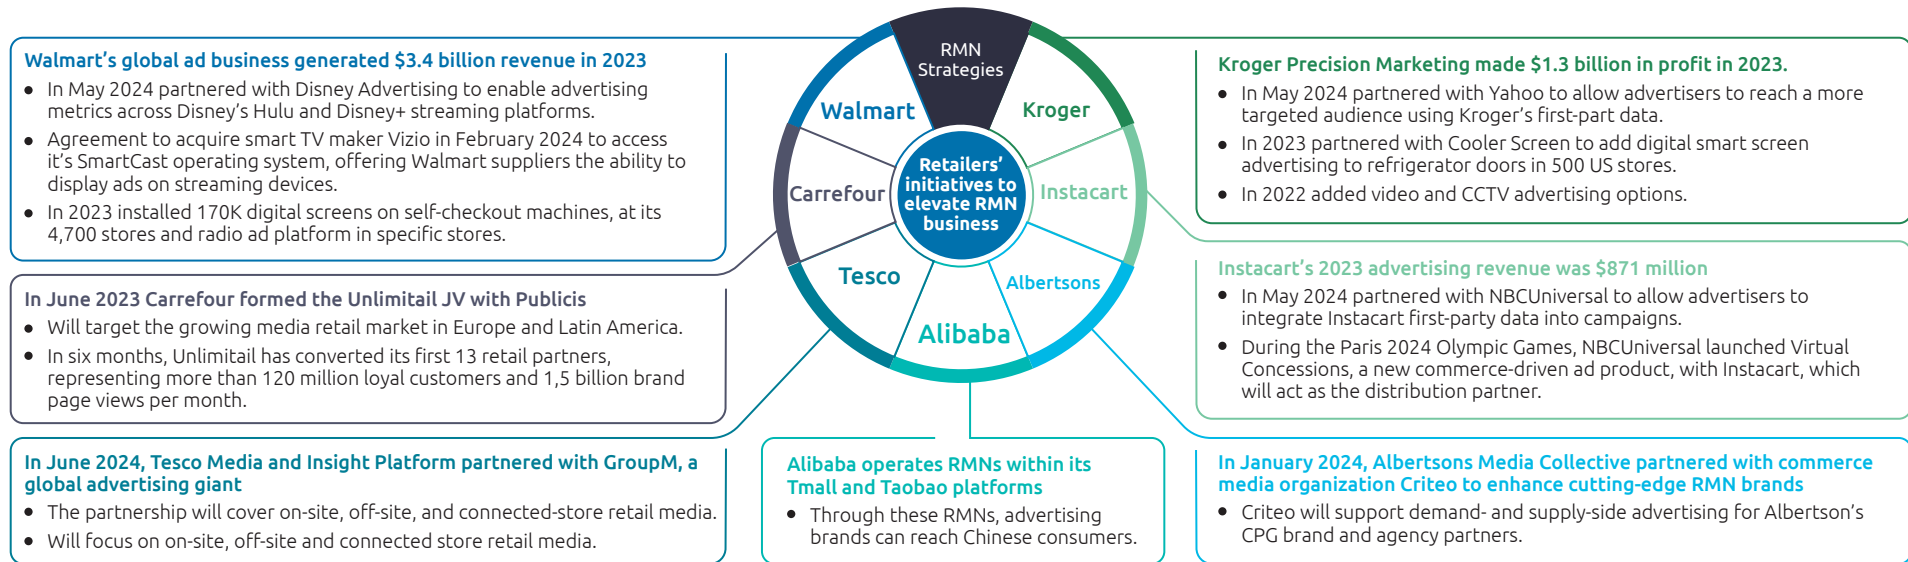 Walmart's global ad business generated $3.4 billion revenue in 2023
• In May 2024 partnered with Disney Advertising to enable advertising
metrics across Disney's Hulu and Disney+ streaming platforms.
• Agreement to acquire smart TV maker Vizio in February 2024 to access
it's SmartCast operating system, offering Walmart suppliers the ability to
display ads on streaming devices.
• In 2023 installed 170K digital screens on self-checkout machines, at its
4,700 stores and radio ad platform in specific stores.
In June 2023 Carrefour formed the Unlimitail JV with Publicis
• Will target the growing media retail market in Europe and Latin America.
• In six months, Unlimitail has converted its first 13 retail partners,
representing more than 120 million loyal customers and 1,5 billion brand
page views per month.
In June 2024, Tesco Media and Insight Platform partnered with GroupM, a
global advertising giant
• The partnership will cover on-site, off-site, and connected-store retail media.
• Will focus on on-site, off-site and connected store retail media.
RMN
Strategies
Walmart
Kroger
Carrefour
Instacart
Tesco
Albertsons
Alibaba
Retailers'
initiatives to
elevate RMN
business
Alibaba operates RMNs within its
Tmall and Taobao platforms
• Through these RMNs, advertising
brands can reach Chinese consumers.
Kroger Precision Marketing made $1.3 billion in profit in 2023.
• In May 2024 partnered with Yahoo to allow advertisers to reach a more
targeted audience using Kroger's first-part data.
• In 2023 partnered with Cooler Screen to add digital smart screen
advertising to refrigerator doors in 500 US stores.
• In 2022 added video and CCTV advertising options.
Instacart's 2023 advertising revenue was $871 million
• In May 2024 partnered with NBCUniversal to allow advertisers to
integrate Instacart first-party data into campaigns.
• During the Paris 2024 Olympic Games, NBCUniversal launched Virtual
Concessions, a new commerce-driven ad product, with Instacart, which
will act as the distribution partner.
In January 2024, Albertsons Media Collective partnered with commerce
media organization Criteo to enhance cutting-edge RMN brands
• Criteo will support demand- and supply-side advertising for Albertson's
CPG brand and agency partners.